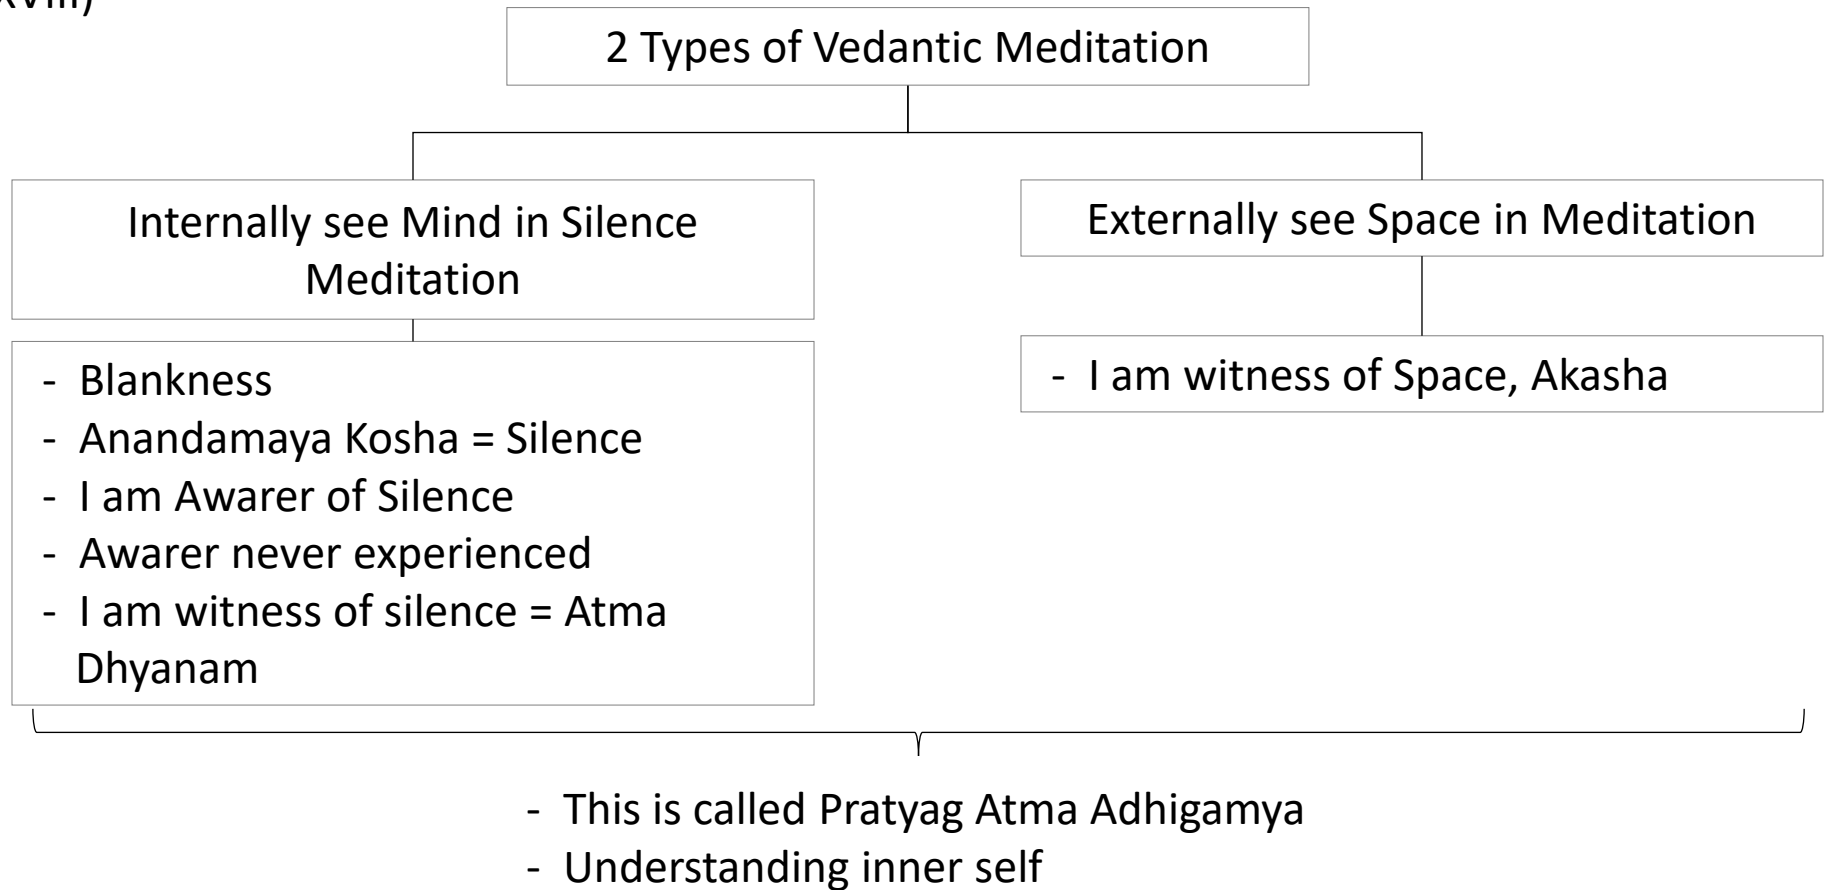 XVIII)
2 Types of Vedantic Meditation
Internally see Mind in Silence
Meditation
- Blankness
- Anandamaya Kosha = Silence
- I am Awarer of Silence
- Awarer never experienced
- I am witness of silence = Atma
Dhyanam
Externally see Space in Meditation
- I am witness of Space, Akasha
- This is called Pratyag Atma Adhigamya
- Understanding inner self